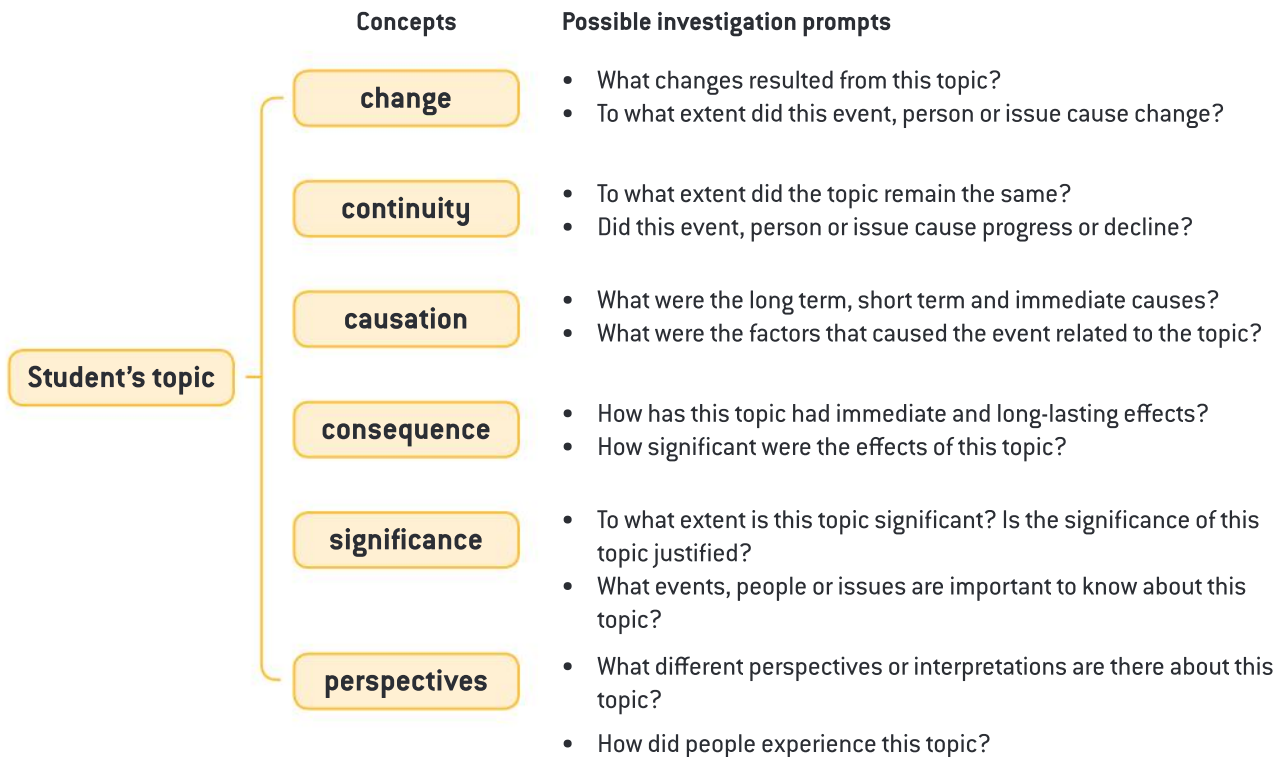 Concepts
Possible investigation prompts
change
• What changes resulted from this topic?
• To what extent did this event, person or issue cause change?
continuity
• To what extent did the topic remain the same?
• Did this event, person or issue cause progress or decline?
causation
• What were the long term, short term and immediate causes?
• What were the factors that caused the event related to the topic?
Student’s topic
consequence
• How has this topic had immediate and long-lasting effects?
• How significant were the effects of this topic?
significance
• To what extent is this topic significant? Is the significance of this
topic justified?
• What events, people or issues are important to know about this
topic?
perspectives
• What different perspectives or interpretations are there about this
topic?
• How did people experience this topic?